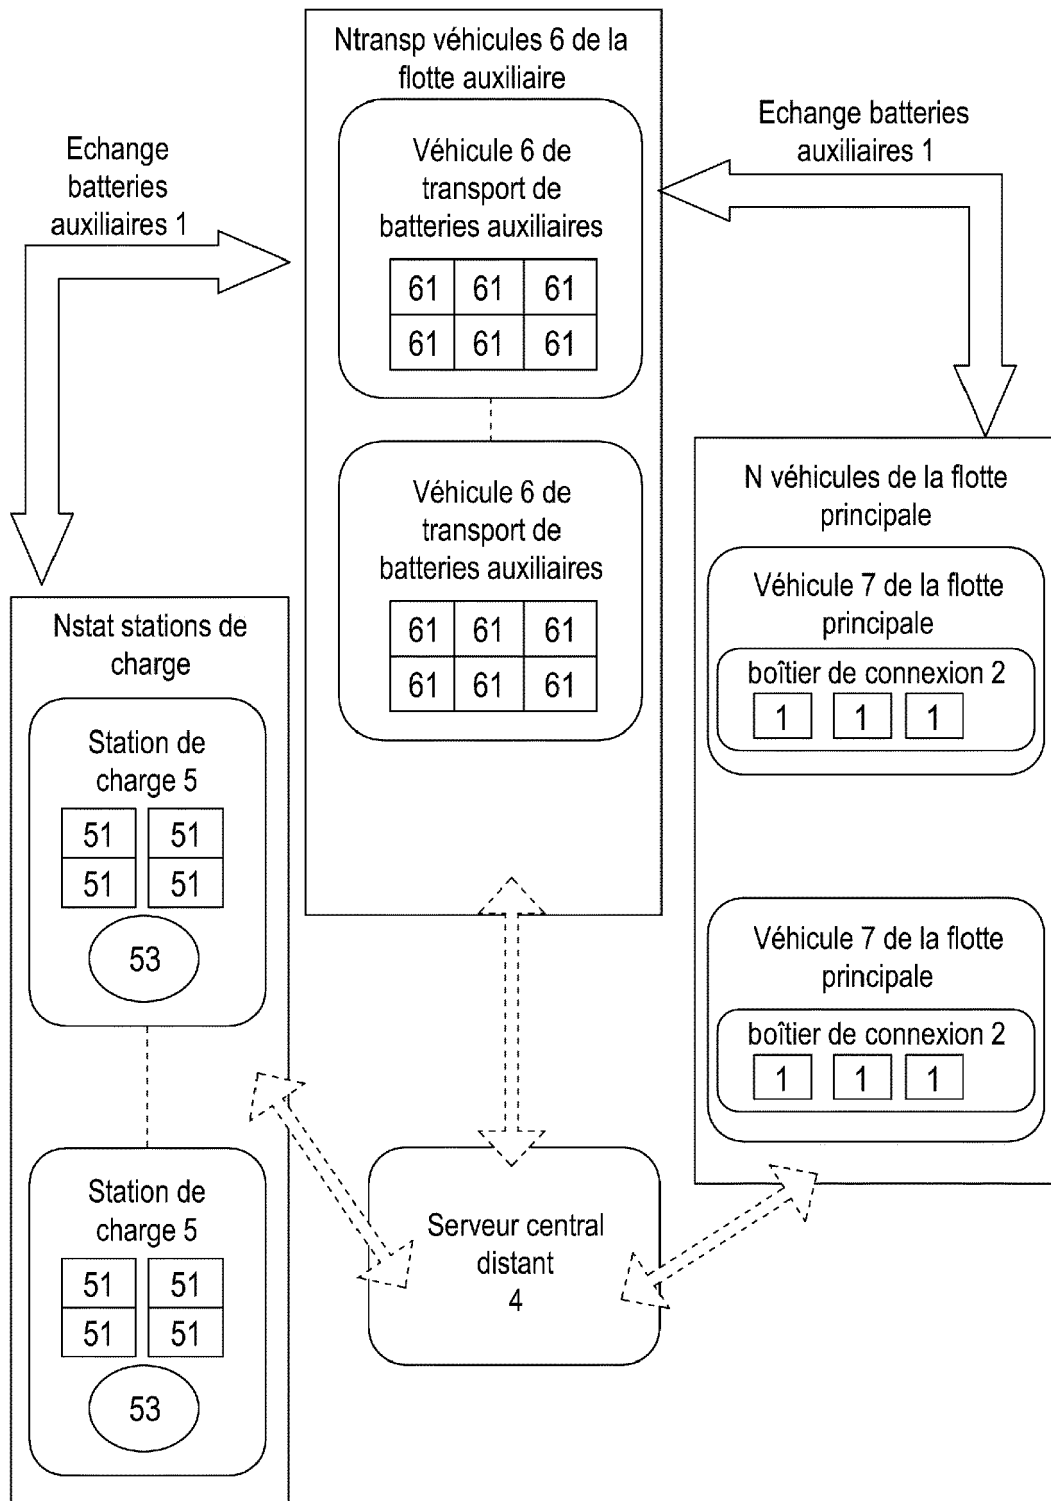 Ntransp véhicules 6 de la
flotte auxiliaire
Véhicule 6 de
transport de
batteries auxiliaires
61 61 61
61 61 61
Véhicule 6 de
transport de
batteries auxiliaires
61 61 61
61 61 61
Echange
batteries
auxiliaires 1
Echange batteries
auxiliaires 1
N véhicules de la flotte
principale
Véhicule 7 de la flotte
principale
boîtier de connexion 2
1 1 1
Véhicule 7 de la flotte
principale
boîtier de connexion 2
1 1 1
Nstat stations de
charge
Station de
charge 5
51 51
51 51
53
Station de
charge 5
51 51
51 51
53
Serveur central
distant
4